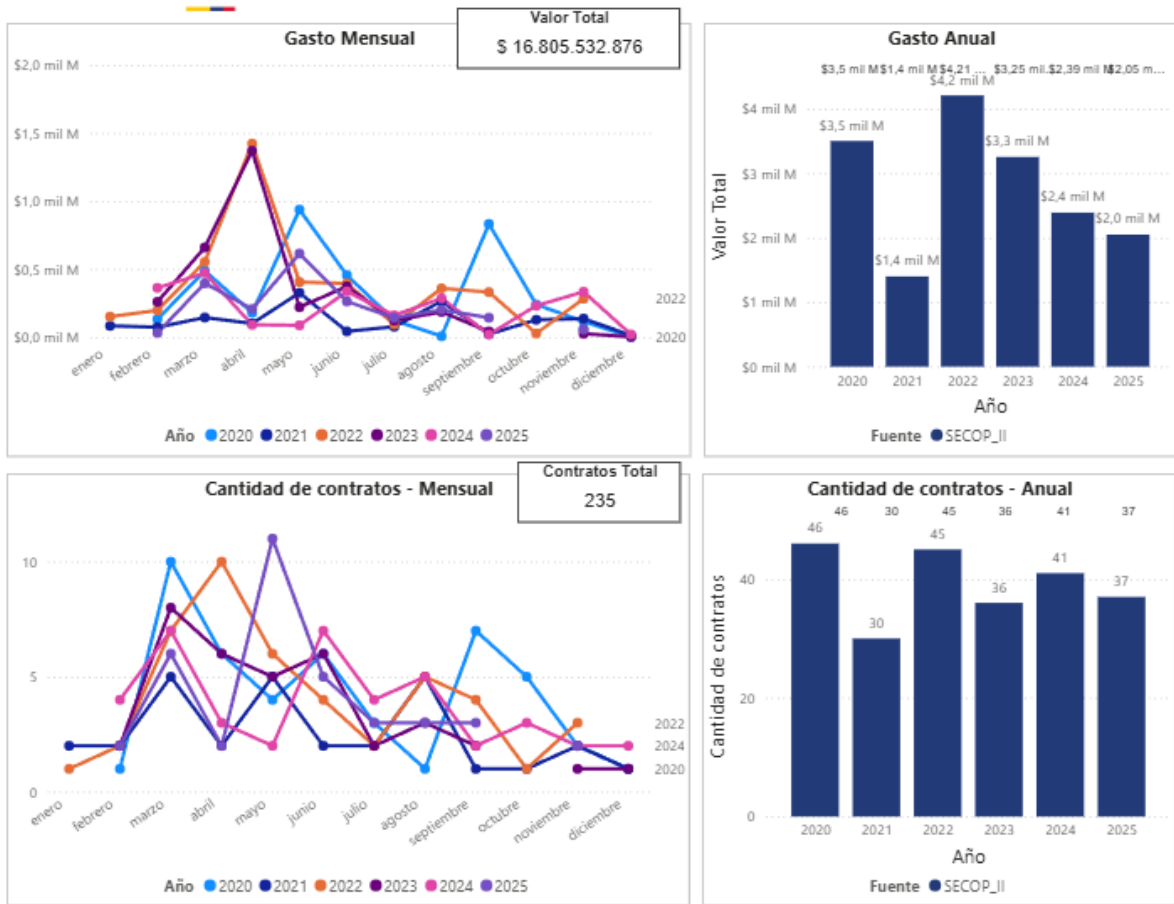 Gasto Mensual
Valor Total
$ 16.805.532.876
$2,0 mil M
$1,5 mil M
$1,0 mil M
$0,5 mil M
$0,0 mil M
2022
2020
enero
febrero
marzo
abril
mayo
junio
julio
agosto
septiembre
octubre
noviembre
diciembre
Año 2020 2021 2022 2023 2024 2025
Gasto Anual
$3,5 mil M $1,4 mil M $4,21 ... $3,25 mil... $2,39 mil M $2,05 m...
Valor Total
$4 mil M
$3 mil M
$2 mil M
$1 mil M
$0 mil M
$3,5 mil M
$1,4 mil M
$4,2 mil M
$3,3 mil M
$2,4 mil M
$2,0 mil M
2020 2021 2022 2023 2024 2025
Año
Fuente SECOP_II
Cantidad de contratos - Mensual
Contratos Total
235
10
5
0
2022
2024
2020
enero
febrero
marzo
abril
mayo
junio
julio
agosto
septiembre
octubre
noviembre
diciembre
Año 2020 2021 2022 2023 2024 2025
Cantidad de contratos - Anual
46 30 45 36 41 37
Cantidad de contratos
40
20
0
46
30
45
36
41
37
2020 2021 2022 2023 2024 2025
Año
Fuente SECOP_II